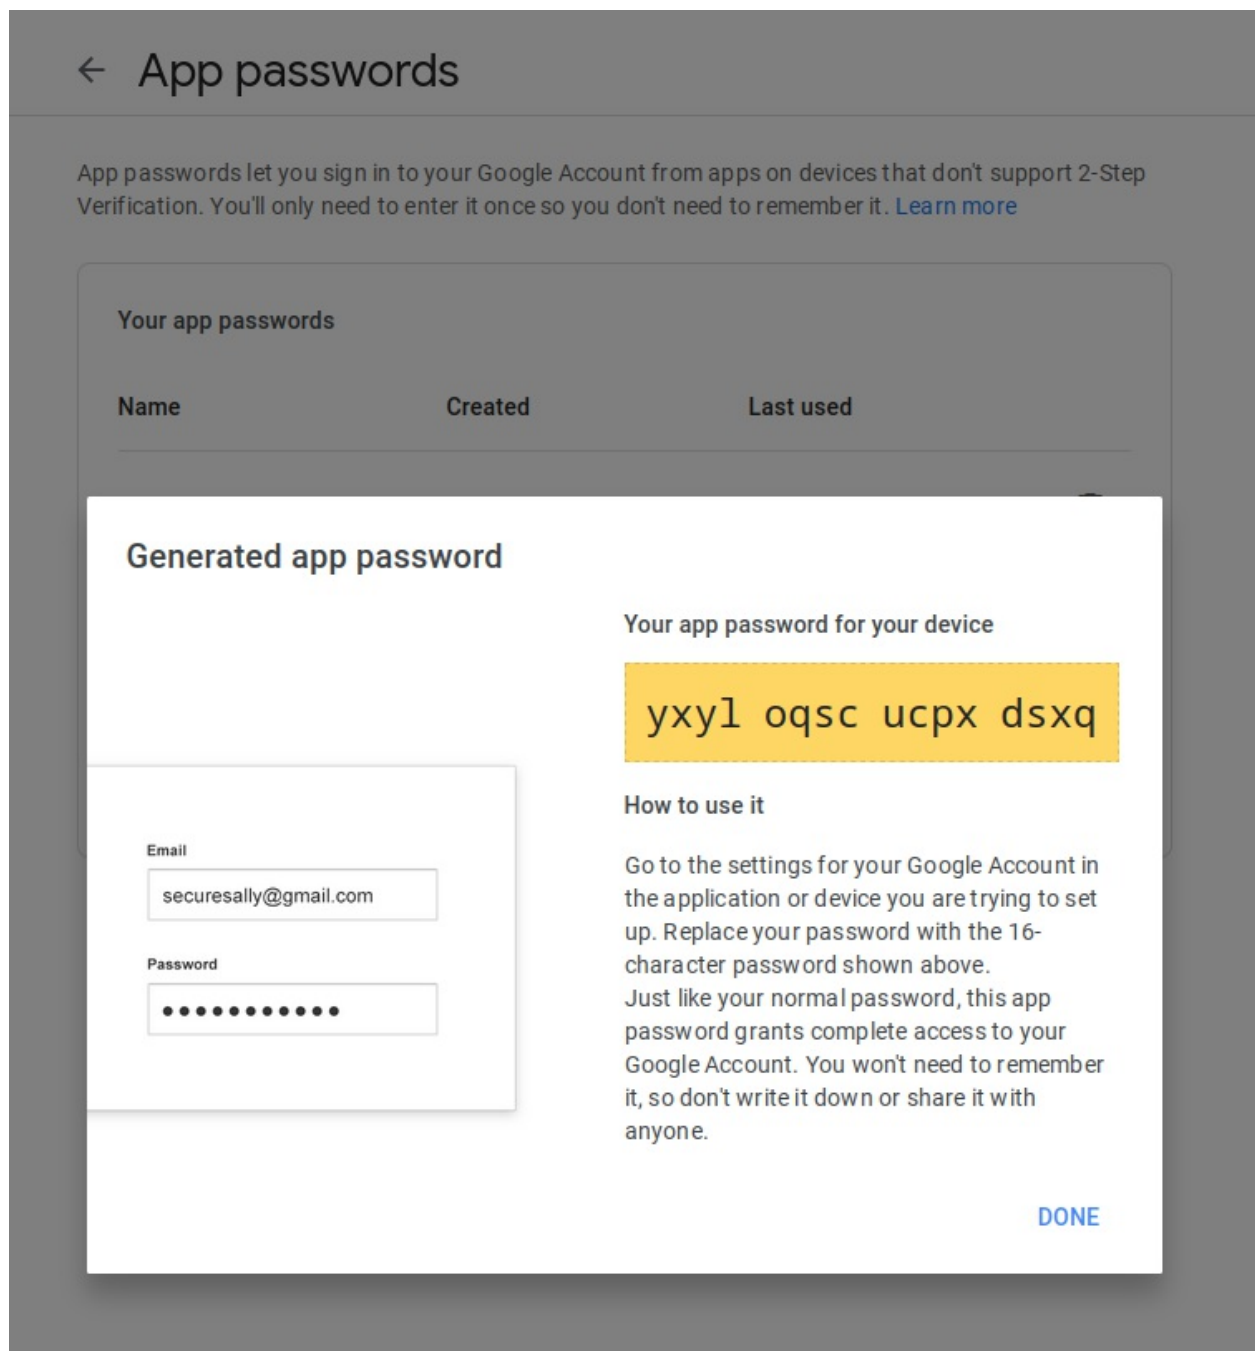 App passwords
App passwords let you sign in to your Google Account from apps on devices that don't support 2-Step
Verification. You'll only need to enter it once so you don't need to remember it. Learn more
Your app passwords
Name Created Last used
Generated app password
Your app password for your device
yxyl oqsc ucpx dsxq
How to use it
Email
securesally@gmail.com
Password
●●●●●●●●●●●
Go to the settings for your Google Account in
the application or device you are trying to set
up. Replace your password with the 16-
character password shown above.
Just like your normal password, this app
password grants complete access to your
Google Account. You won't need to remember
it, so don't write it down or share it with
anyone.
DONE